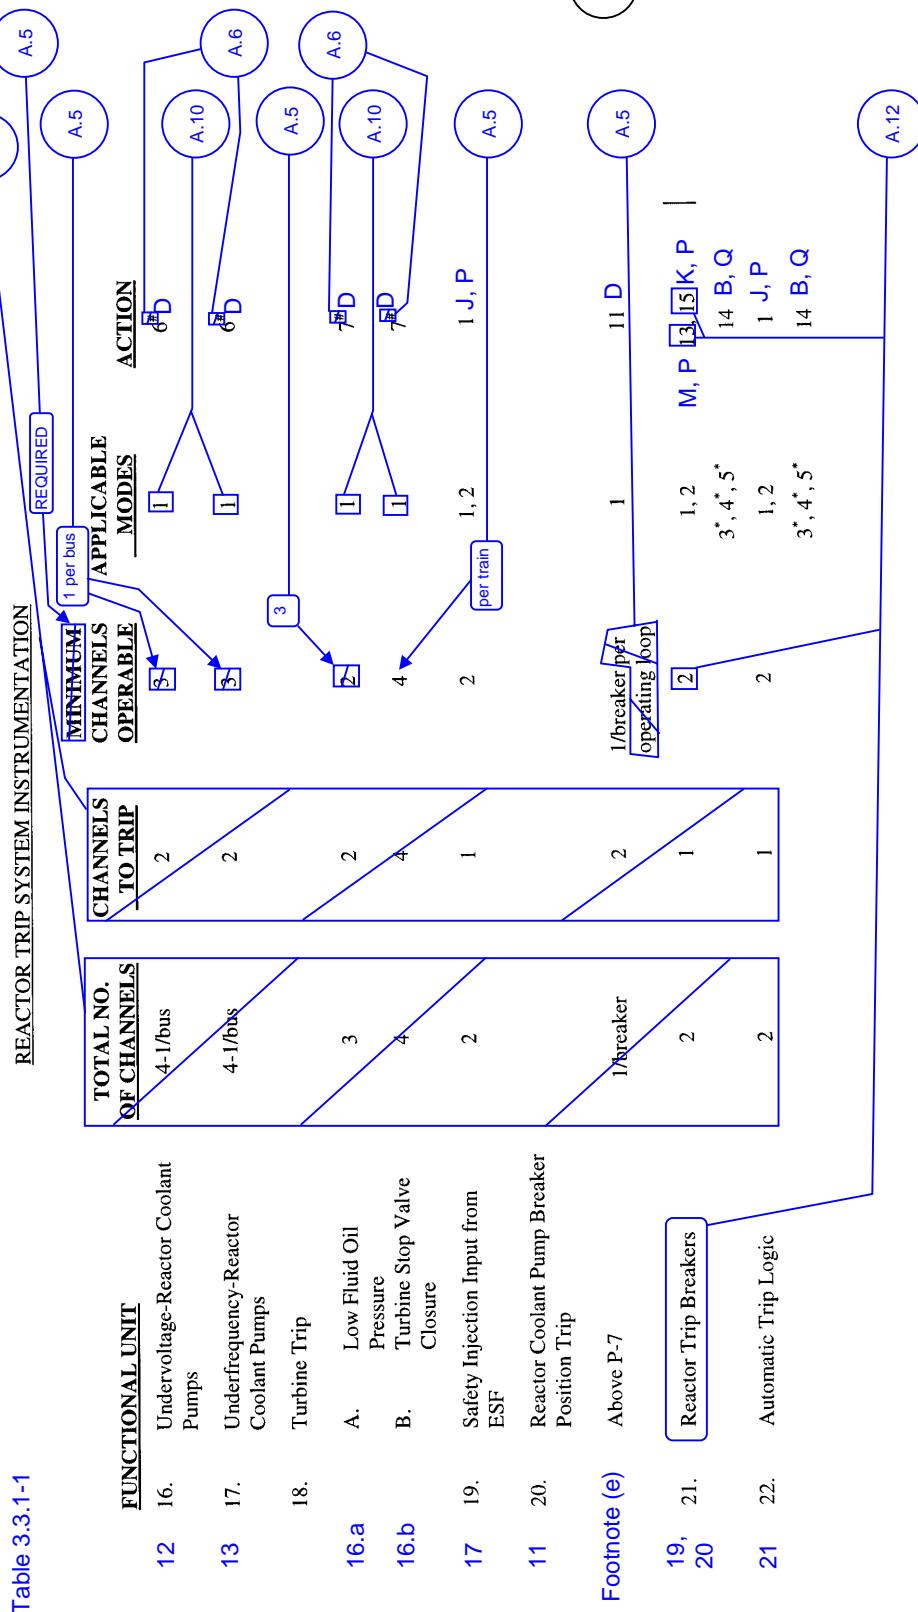 Table 3.3.1-1
REACTOR TRIP SYSTEM INSTRUMENTATION
A.5
REQUIRED
A.5
1 per bus
FUNCTIONAL UNIT
TOTAL NO. OF CHANNELS
CHANNELS TO TRIP
MINIMUM CHANNELS OPERABLE
APPLICABLE MODES
ACTION
12 16. Undervoltage-Reactor Coolant 4-1/bus 2 3 1 6# D
Pumps
A.6
A.10
13 17. Underfrequency-Reactor 4-1/bus 2 3 1 6# D
Coolant Pumps
18. Turbine Trip
3
A.5
A.6
16.a A. Low Fluid Oil 3 2 2 1 7# D
Pressure
A.10
16.b B. Turbine Stop Valve 4 4 4 1 7# D
Closure
17 19. Safety Injection Input from 2 1 2 per train 1, 2 1 J, P A.5
ESF
11 20. Reactor Coolant Pump Breaker
Position Trip
Footnote (e) Above P-7 1/breaker 2 1/breaker per 1 11 D A.5
operating loop
19, 21. Reactor Trip Breakers 2 1 2 1, 2 M, P 13, 15 K, P
20 3*, 4*, 5* 14 B, Q
21 22. Automatic Trip Logic 2 1 2 1, 2 1 J, P
3*, 4*, 5* 14 B, Q
A.12